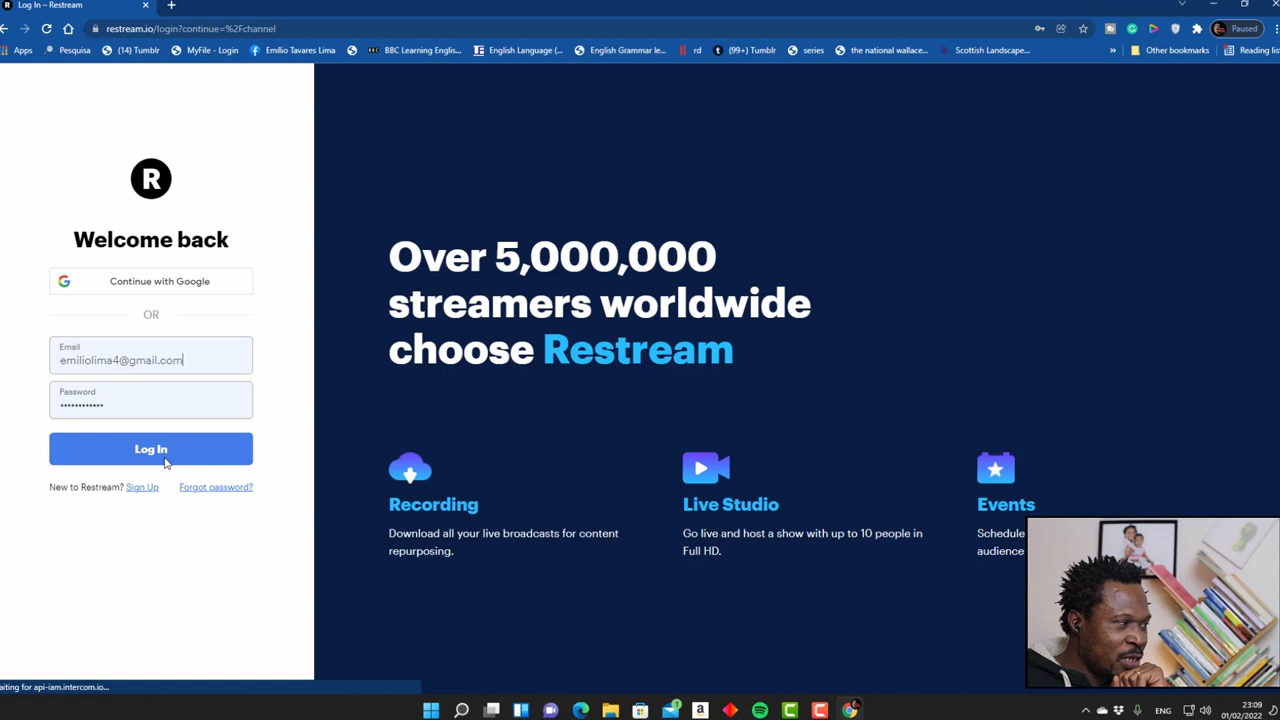 Log In – Restream
restream.io/login?continue=%2Fchannel
Paused
Apps
Pesquisa
(14) Tumblr
MyFile - Login
Emílio Tavares Lima
BBC Learning Englis...
English Language (...
English Grammar le...
rd
(99+) Tumblr
series
the national wallace...
Scottish Landscape...
Other bookmarks
Reading list
R
Welcome back
Continue with Google
OR
Email
emiliolima4@gmail.com
Password
Log In
New to Restream? Sign Up
Forgot password?
Over 5,000,000
streamers worldwide
choose Restream
Recording
Download all your live broadcasts for content
repurposing.
Live Studio
Go live and host a show with up to 10 people in
Full HD.
Events
Schedule
audience
aiting for api-iam.intercom.io...
ENG
23:09
01/02/2022